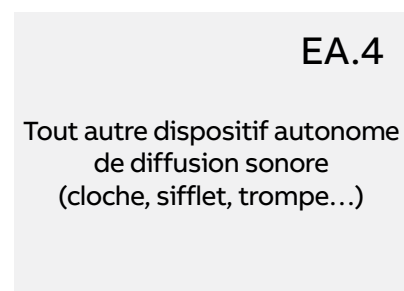 EA.4
Tout autre dispositif autonome
de diffusion sonore
(cloche, sifflet, trompe…)